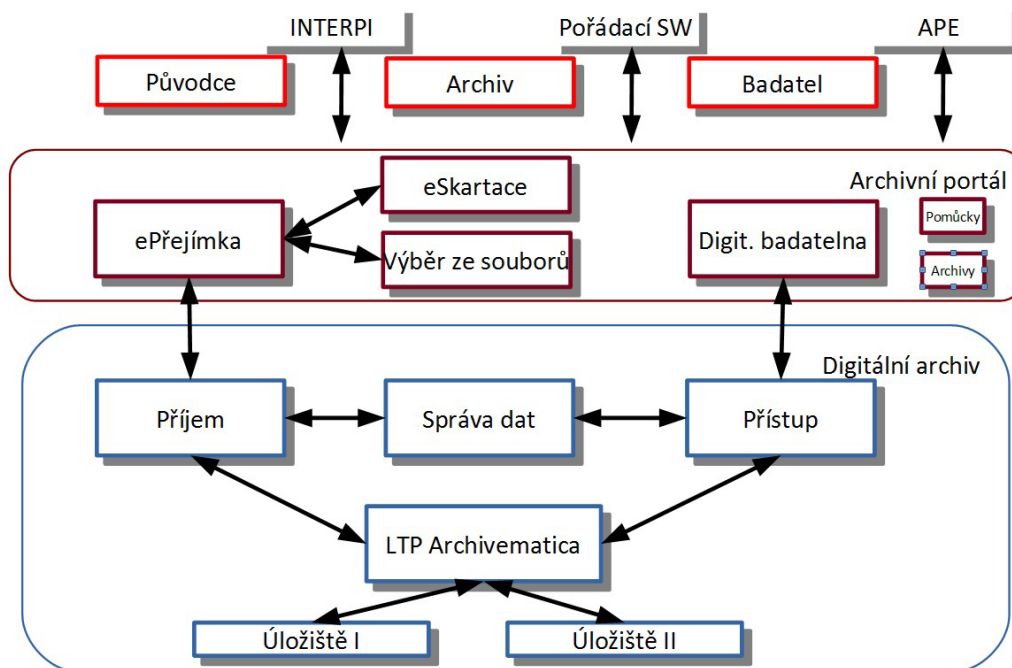 INTERPI
Pořádací SW
APE
Původce
Archiv
Badatel
eSkartace
Archivní portál
ePřejímka
Digit. badatelna
Pomůcky
Výběr ze souborů
Archivy
Digitální archiv
Příjem
Správa dat
Přístup
LTP Archivematica
Úložiště I
Úložiště II